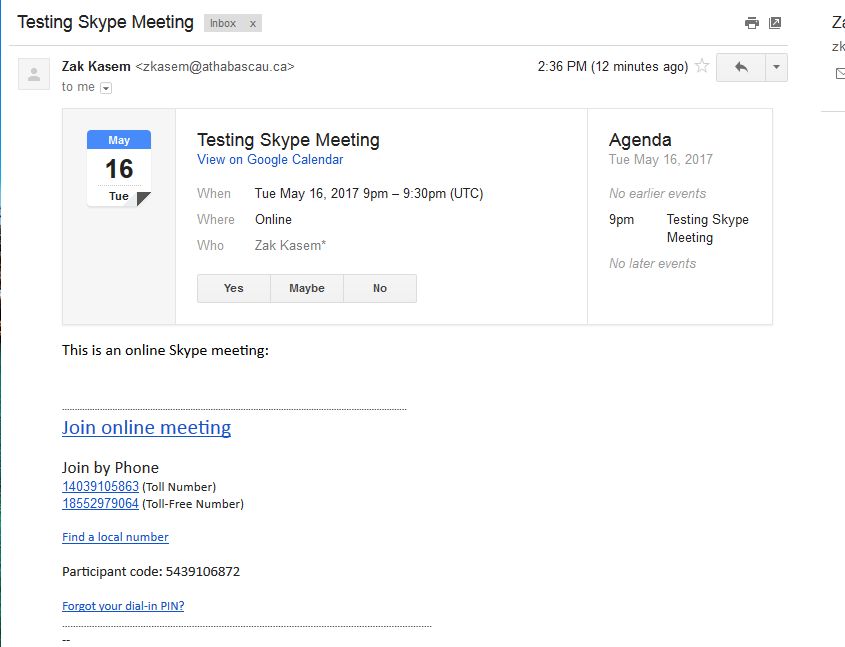 Testing Skype Meeting Inbox x
Zak Kasem <zkasem@athabascau.ca> 2:36 PM (12 minutes ago)
to me
May
16
Tue
Testing Skype Meeting
View on Google Calendar
When Tue May 16, 2017 9pm – 9:30pm (UTC)
Where Online
Who Zak Kasem*
Yes Maybe No
Agenda
Tue May 16, 2017
No earlier events
9pm Testing Skype
Meeting
No later events
This is an online Skype meeting:
Join online meeting
Join by Phone
14039105863 (Toll Number)
18552979064 (Toll-Free Number)
Find a local number
Participant code: 5439106872
Forgot your dial-in PIN?
--
Za
zk